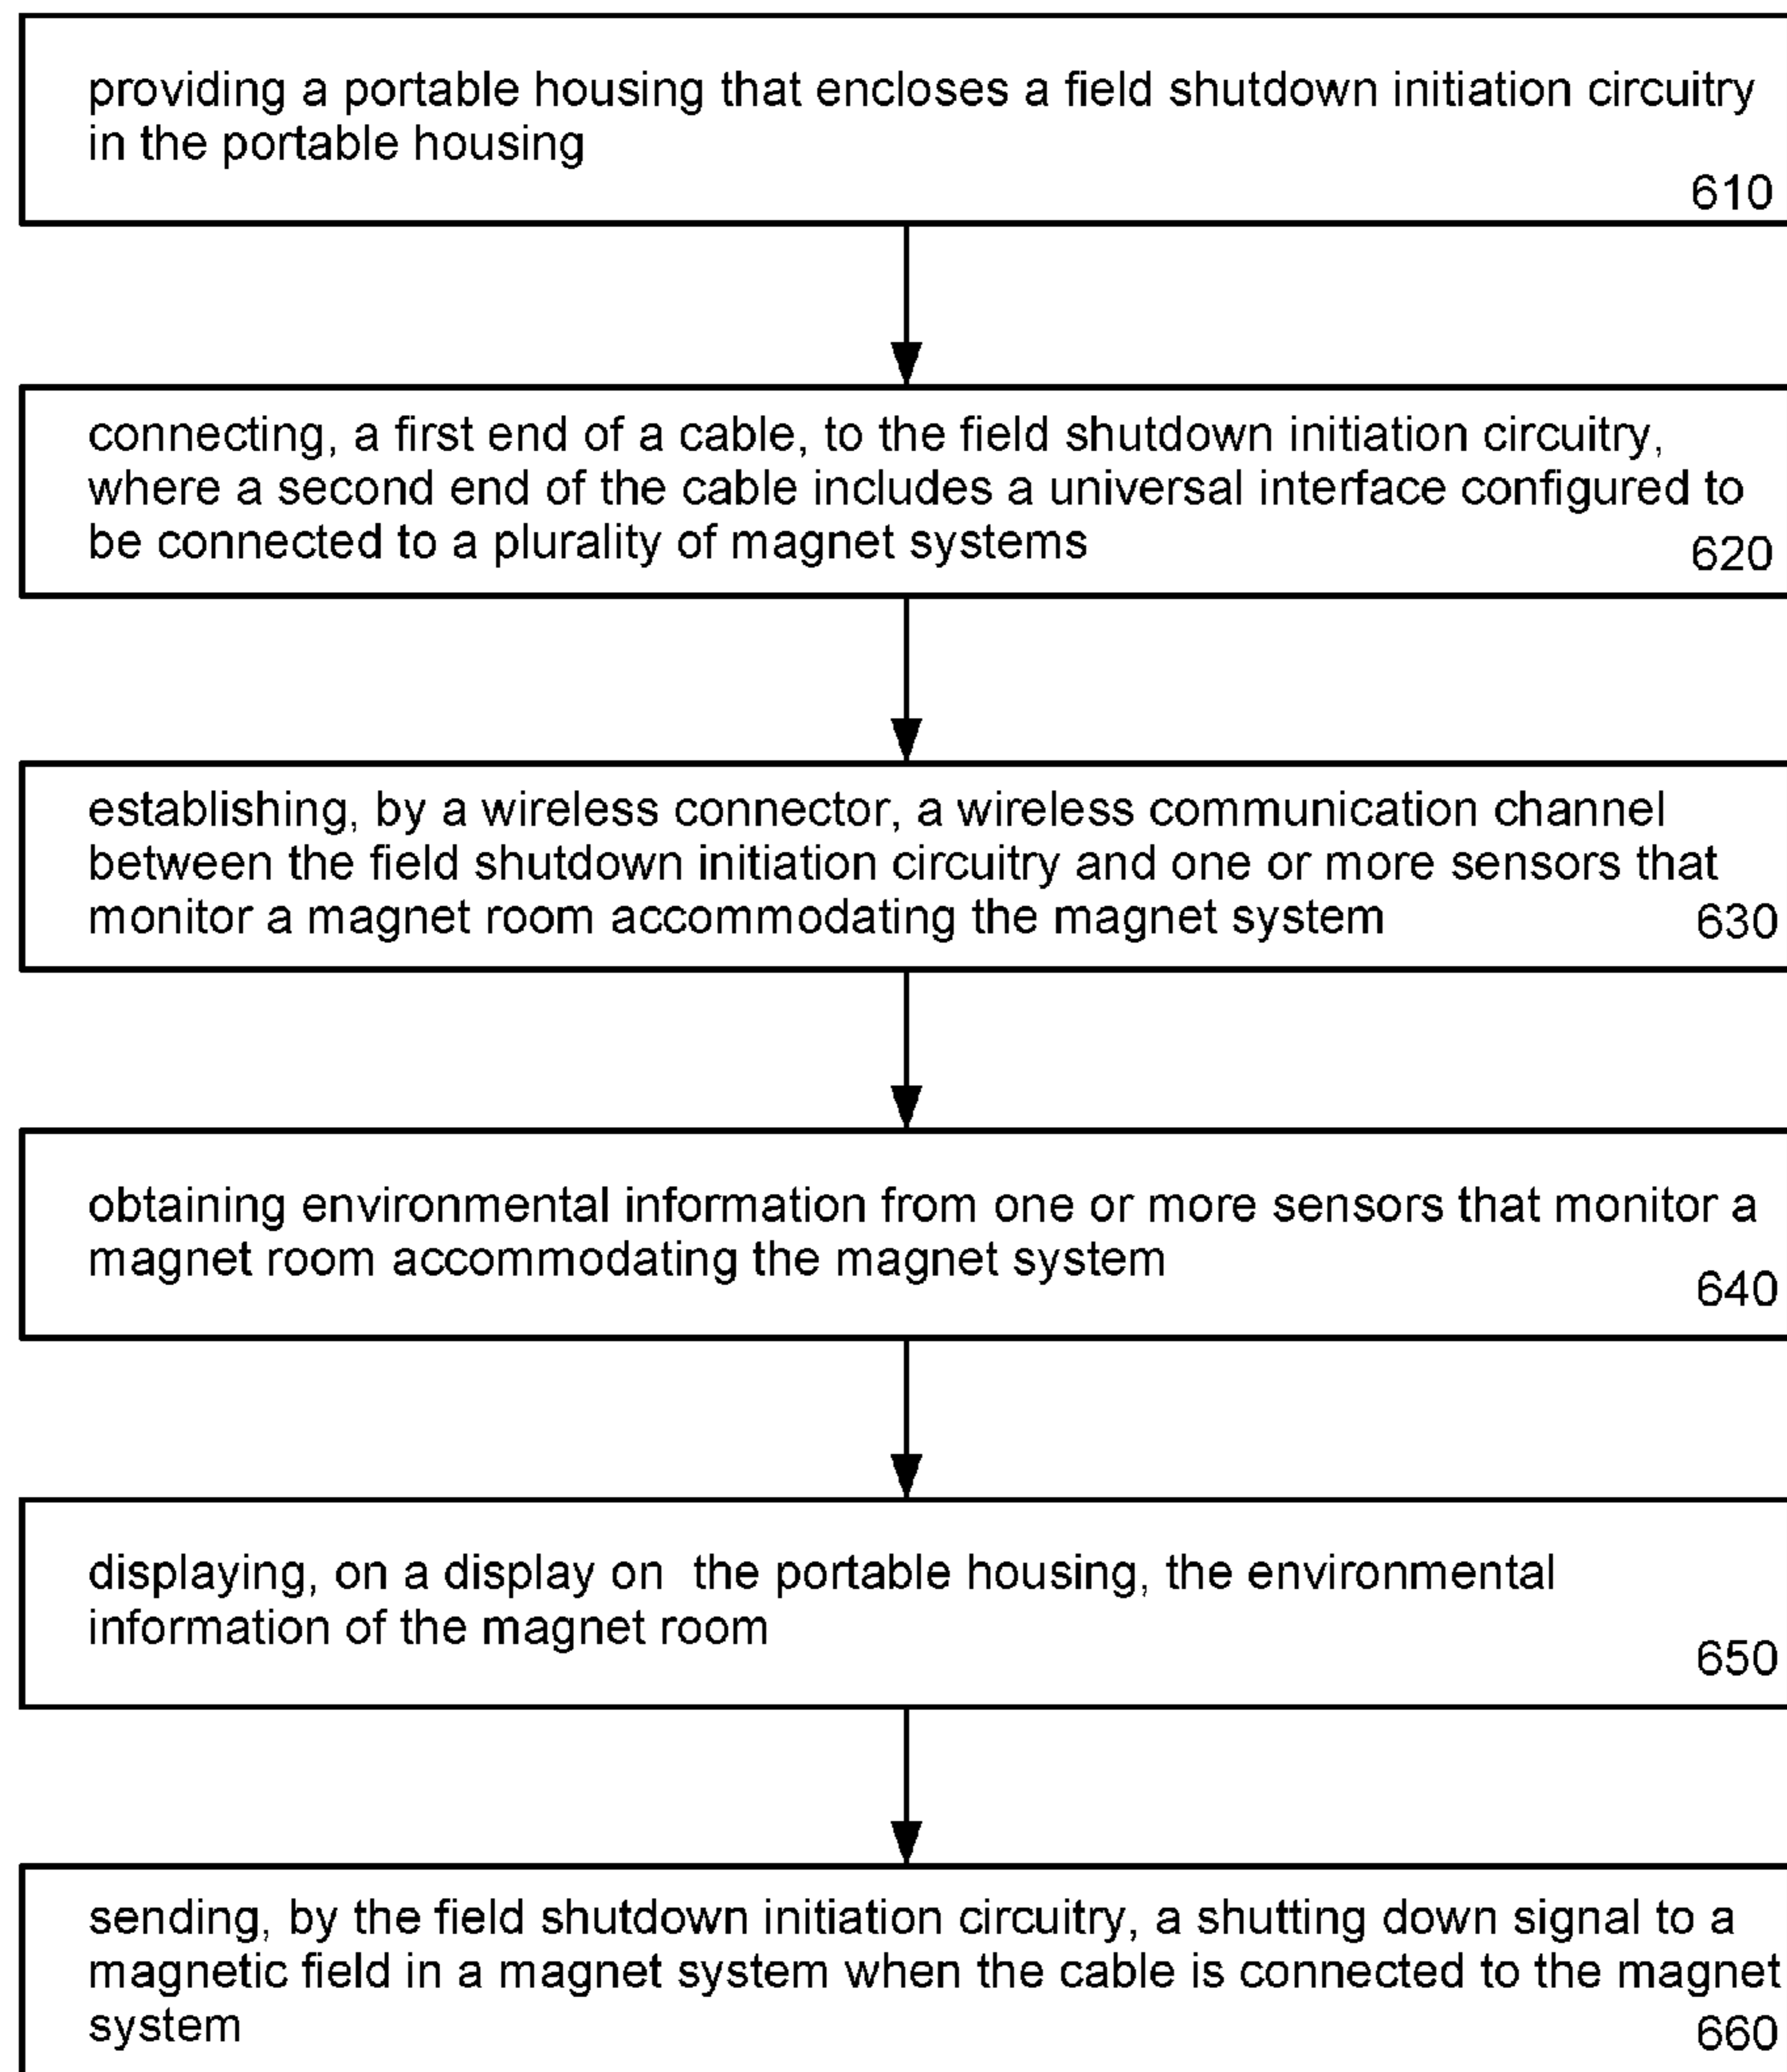 providing a portable housing that encloses a field shutdown initiation circuitry
in the portable housing
610
connecting, a first end of a cable, to the field shutdown initiation circuitry,
where a second end of the cable includes a universal interface configured to
be connected to a plurality of magnet systems
620
establishing, by a wireless connector, a wireless communication channel
between the field shutdown initiation circuitry and one or more sensors that
monitor a magnet room accommodating the magnet system
630
obtaining environmental information from one or more sensors that monitor a
magnet room accommodating the magnet system
640
displaying, on a display on the portable housing, the environmental
information of the magnet room
650
sending, by the field shutdown initiation circuitry, a shutting down signal to a
magnetic field in a magnet system when the cable is connected to the magnet
system
660